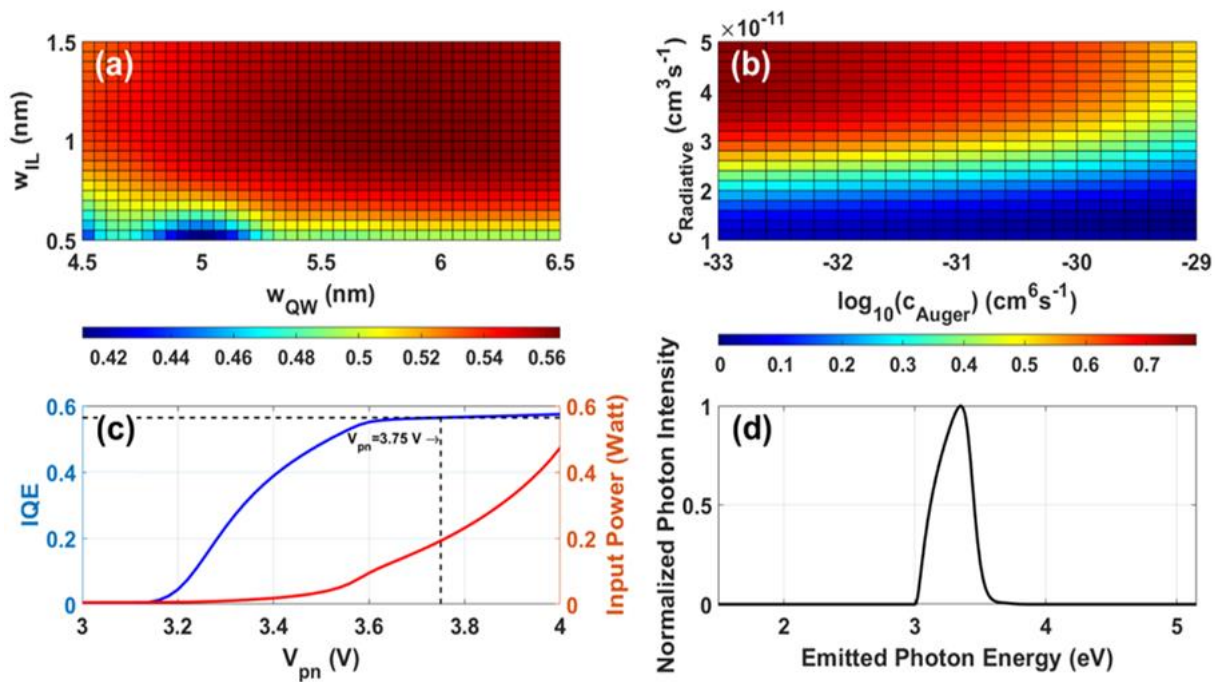 (a)
1.5
1
0.5
w_IL (nm)
4.5 5 5.5 6 6.5
w_QW (nm)
0.42 0.44 0.46 0.48 0.5 0.52 0.54 0.56
×10⁻¹¹
(b)
5
4
3
2
1
c_Radiative (cm³s⁻¹)
-33 -32 -31 -30 -29
log₁₀(c_Auger) (cm⁶s⁻¹)
0 0.1 0.2 0.3 0.4 0.5 0.6 0.7
(c)
0.6
0.4
0.2
0
IQE
V_pn=3.75 V →
0.6
0.4
0.2
0
Input Power (Watt)
3 3.2 3.4 3.6 3.8 4
V_pn (V)
(d)
1
0.5
0
Normalized Photon Intensity
2 3 4 5
Emitted Photon Energy (eV)